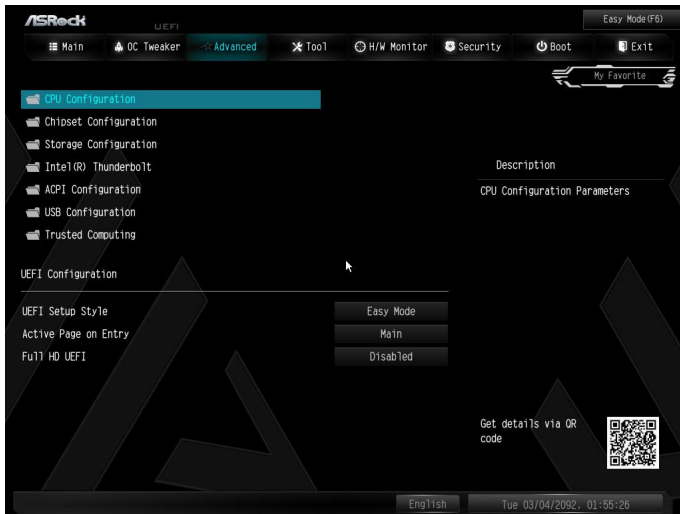 ASRock
UEFI
Easy Mode(F6)
Main
OC Tweaker
Advanced
Tool
H/W Monitor
Security
Boot
Exit
My Favorite
CPU Configuration
Chipset Configuration
Storage Configuration
Intel(R) Thunderbolt
ACPI Configuration
USB Configuration
Trusted Computing
Description
CPU Configuration Parameters
UEFI Configuration
UEFI Setup Style Easy Mode
Active Page on Entry Main
Full HD UEFI Disabled
Get details via QR
code
English
Tue 03/04/2092. 01:55:26